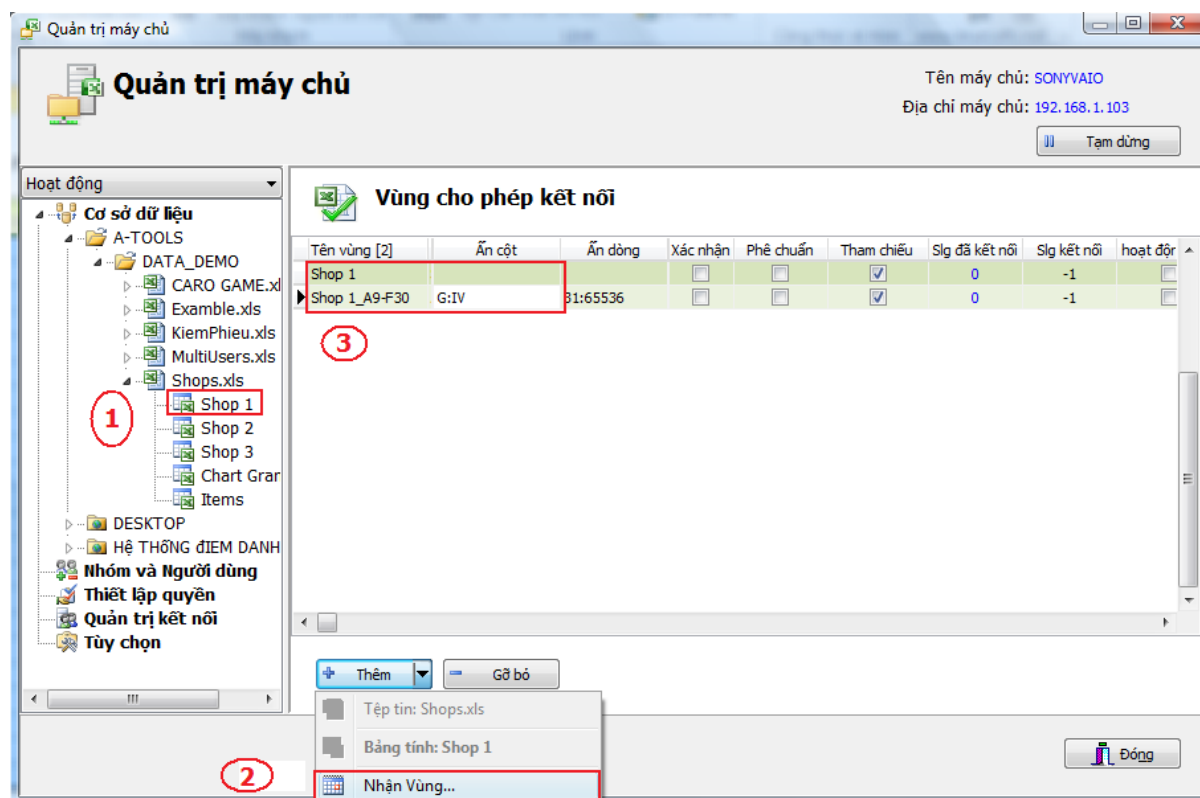 Quản trị máy chủ
Quản trị máy chủ
Tên máy chủ: SONYVAIO
Địa chỉ máy chủ: 192.168.1.103
Tạm dừng
Hoạt động
Cơ sở dữ liệu
A-TOOLS
DATA_DEMO
CARO GAME.xl
Examble.xls
KiemPhieu.xls
MultiUsers.xls
Shops.xls
Shop 1
Shop 2
Shop 3
Chart Gran
Items
DESKTOP
Hệ THốNG đIEM DANH
Nhóm và Người dùng
Thiết lập quyền
Quản trị kết nối
Tùy chọn
1
Vùng cho phép kết nối
Tên vùng [2] Ẩn cột Ẩn dòng Xác nhận Phê chuẩn Tham chiếu Slg đã kết nối Slg kết nối hoạt độn
Shop 1 0 -1
Shop 1_A9-F30 G:IV 31:65536 0 -1
3
Thêm Gỡ bỏ
Tệp tin: Shops.xls
Bảng tính: Shop 1
2
Nhận Vùng...
Đóng